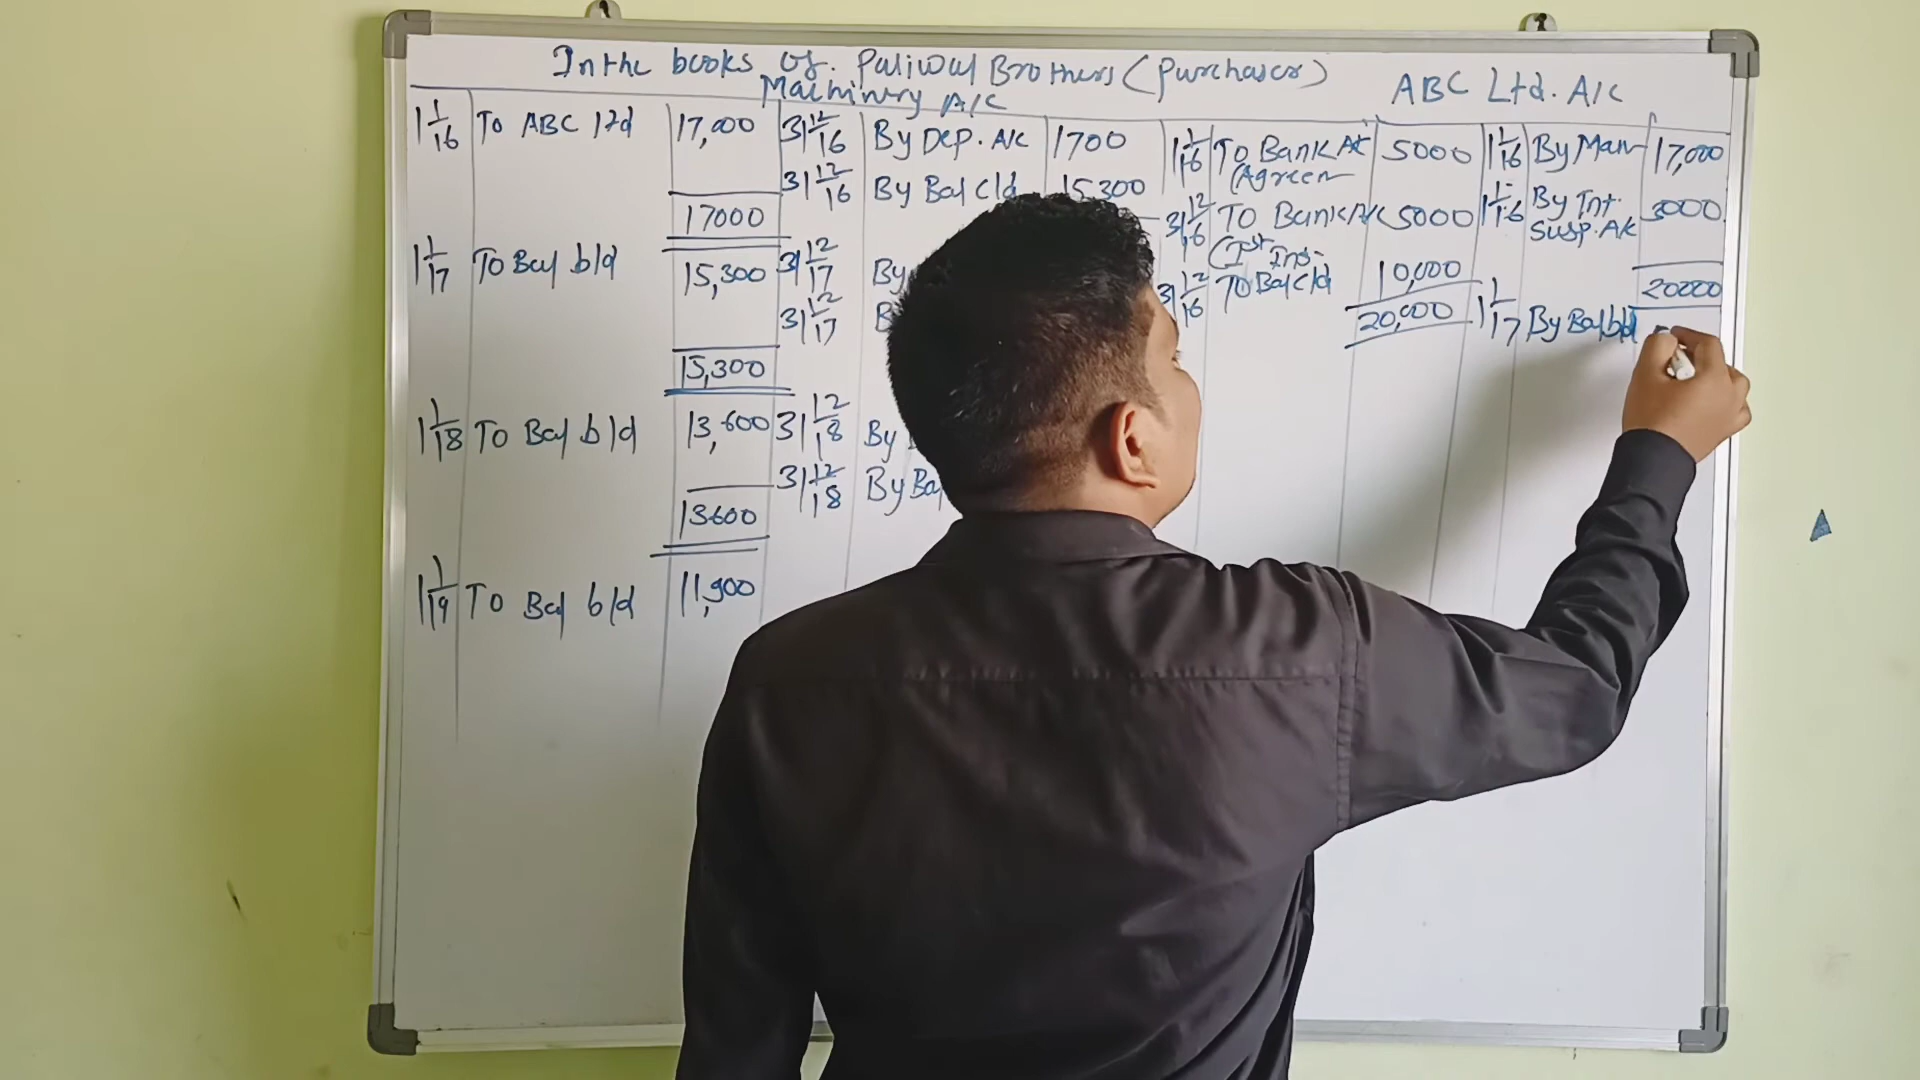 In the books of. Paliwal Brothers (Purchaser)
Machinery A/c
1 1/16 To ABC Ltd 17,000 31 12/16 By Dep. A/c 1700
31 12/16 By Bal c/d 15,300
17000
1 1/17 To Bal b/d 15,300 31 12/17 By
31 12/17
15,300
1 1/18 To Bal b/d 13,600 31 12/18 By
31 12/18 By Bal
13600
1 1/19 To Bal b/d 11,900
ABC Ltd. A/c
1 1/16 To Bank A/c 5000 1 1/16 By Man 17,000
(Agreem
31 12/16 To Bank A/c 5000 1 1/16 By Int. 3000
(Ist Ins- Susp. A/c
31 12/16 To Bal c/d 10,000
20,000 20000
1 1/17 By Bal b/d